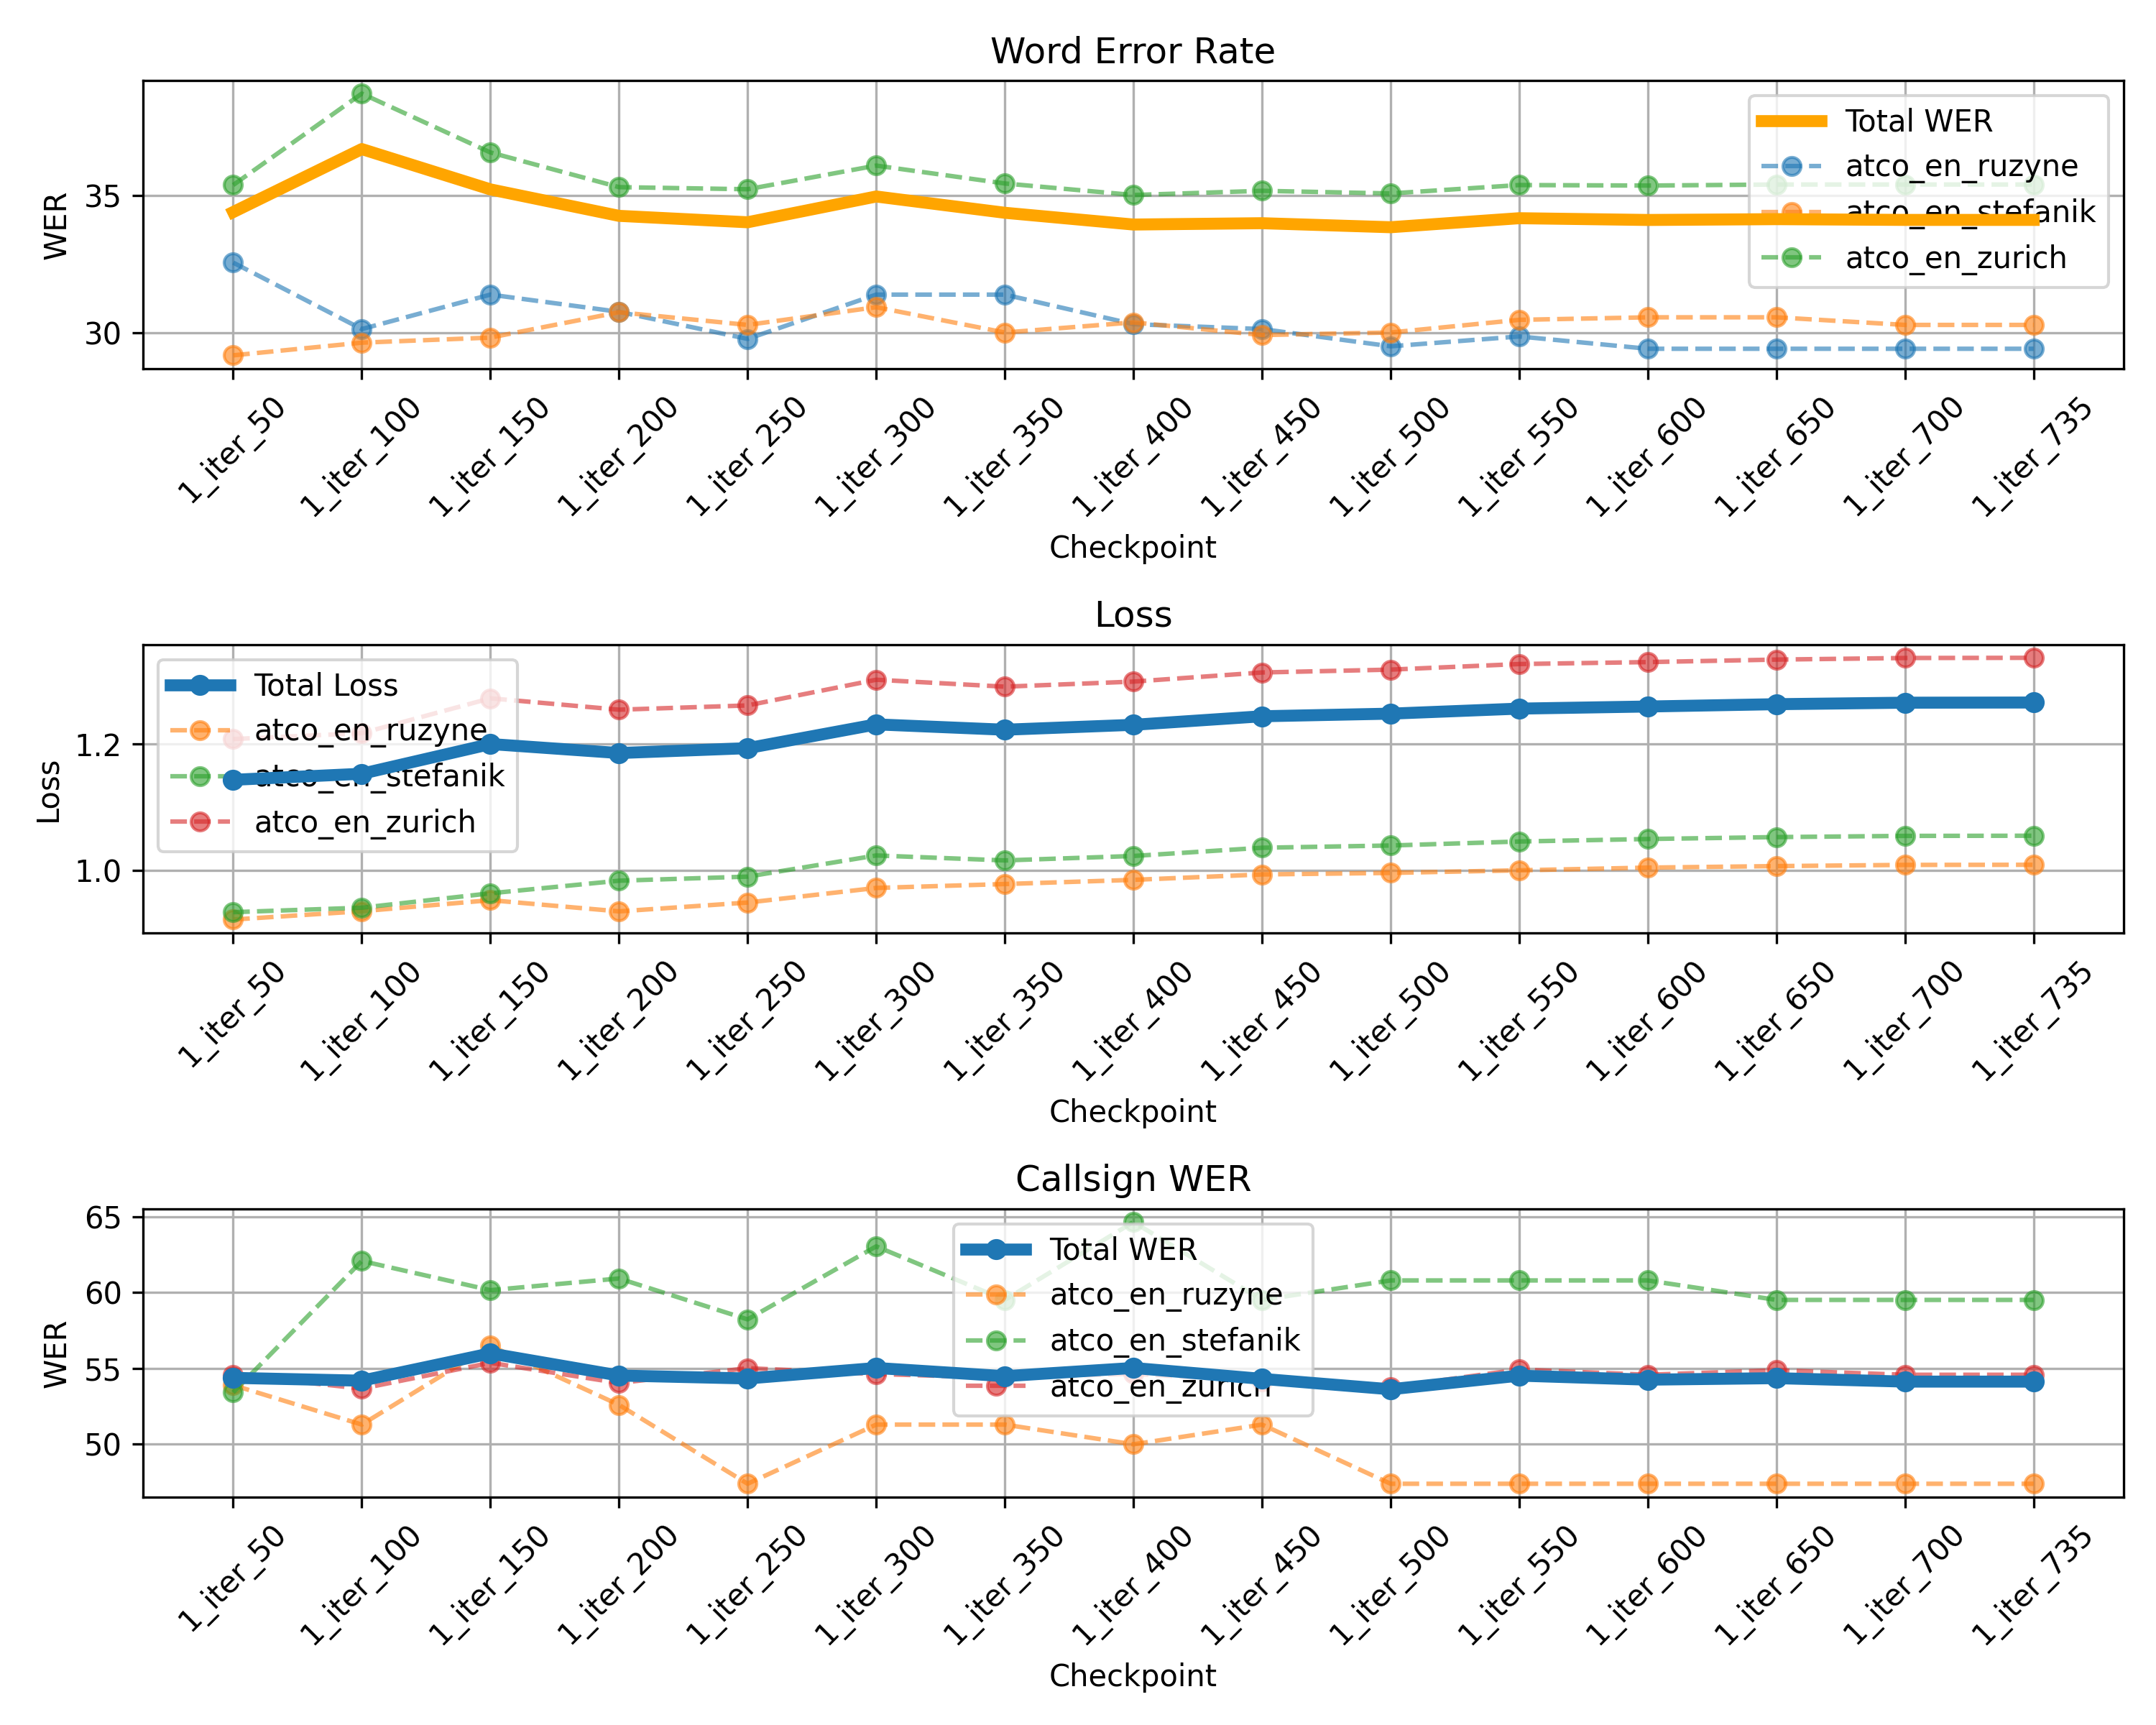 Word Error Rate
WER
35
30
Total WER
atco_en_ruzyne
atco_en_stefanik
atco_en_zurich
1_iter_50
1_iter_100
1_iter_150
1_iter_200
1_iter_250
1_iter_300
1_iter_350
1_iter_400
1_iter_450
1_iter_500
1_iter_550
1_iter_600
1_iter_650
1_iter_700
1_iter_735
Checkpoint
Loss
Loss
1.2
1.0
Total Loss
atco_en_ruzyne
atco_en_stefanik
atco_en_zurich
1_iter_50
1_iter_100
1_iter_150
1_iter_200
1_iter_250
1_iter_300
1_iter_350
1_iter_400
1_iter_450
1_iter_500
1_iter_550
1_iter_600
1_iter_650
1_iter_700
1_iter_735
Checkpoint
Callsign WER
WER
65
60
55
50
Total WER
atco_en_ruzyne
atco_en_stefanik
atco_en_zurich
1_iter_50
1_iter_100
1_iter_150
1_iter_200
1_iter_250
1_iter_300
1_iter_350
1_iter_400
1_iter_450
1_iter_500
1_iter_550
1_iter_600
1_iter_650
1_iter_700
1_iter_735
Checkpoint